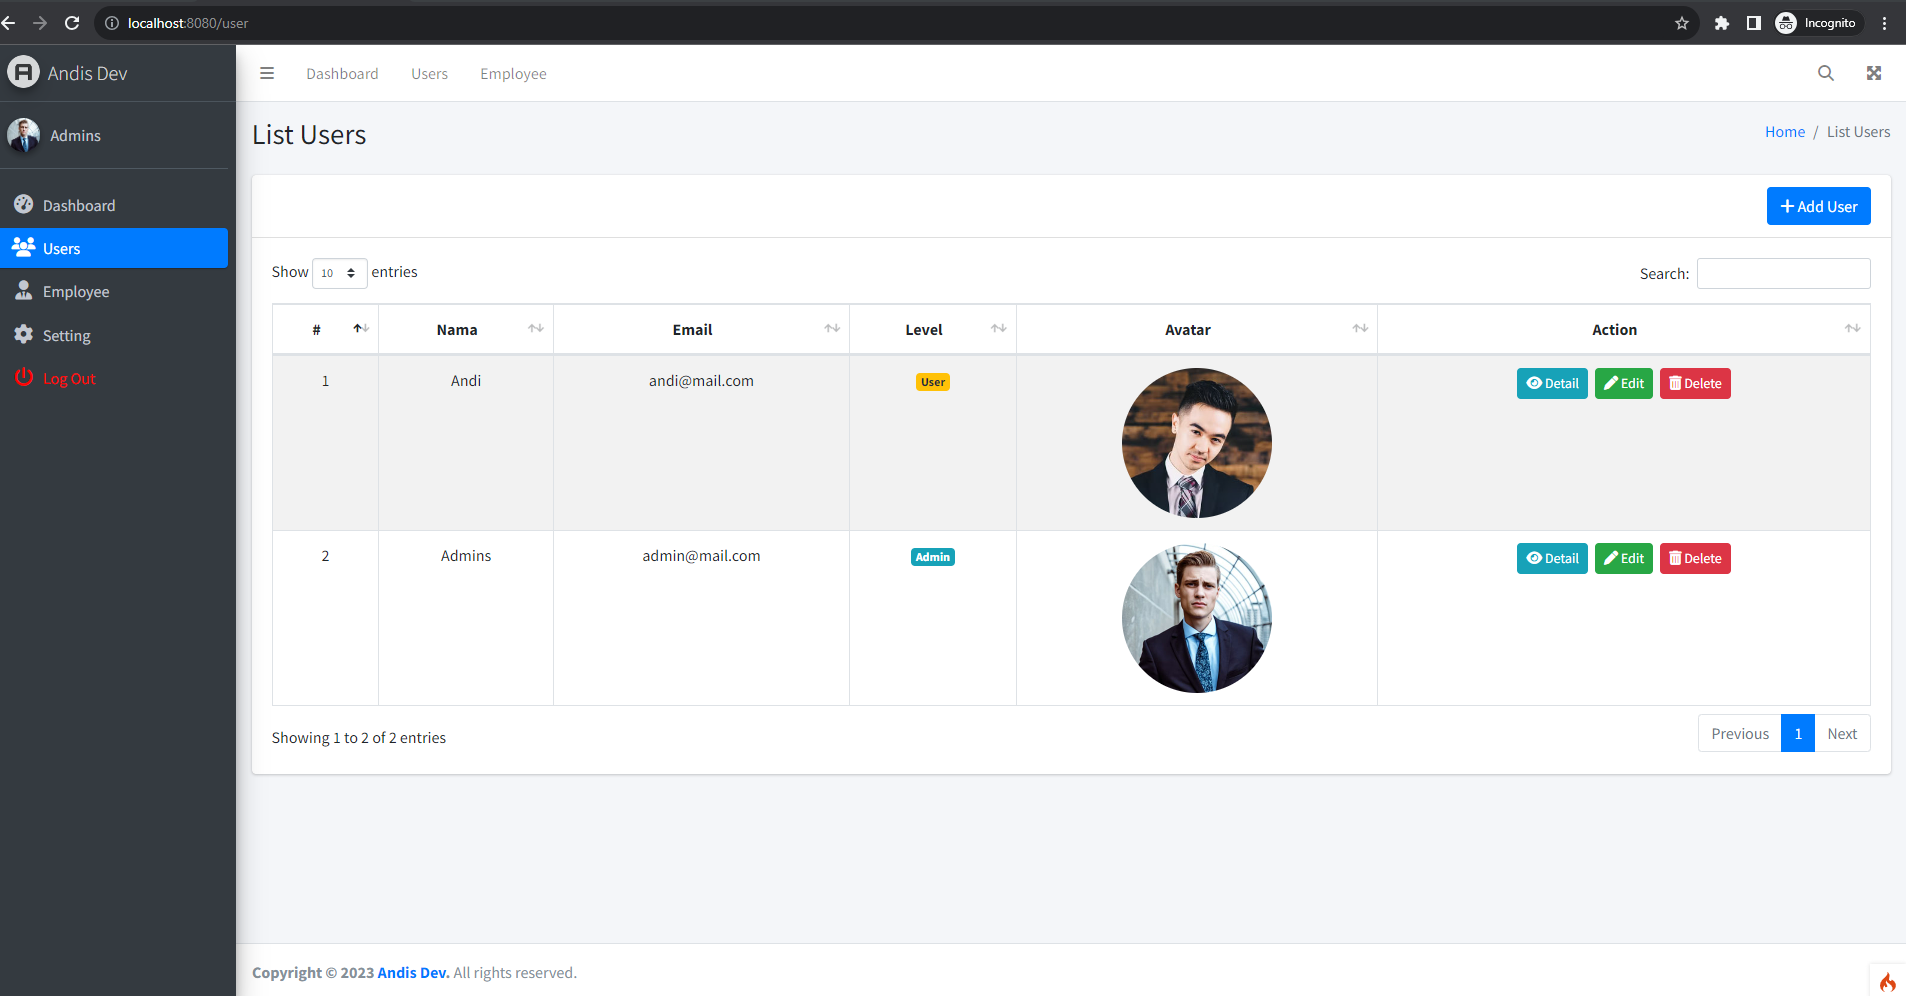 localhost:8080/user
Incognito
Andis Dev
Dashboard Users Employee
Admins
List Users
Home / List Users
Dashboard
Users
Employee
Setting
Log Out
Add User
Show 10 entries
Search:
# Nama Email Level Avatar Action
1 Andi andi@mail.com User Detail Edit Delete
2 Admins admin@mail.com Admin Detail Edit Delete
Showing 1 to 2 of 2 entries
Previous 1 Next
Copyright © 2023 Andis Dev. All rights reserved.